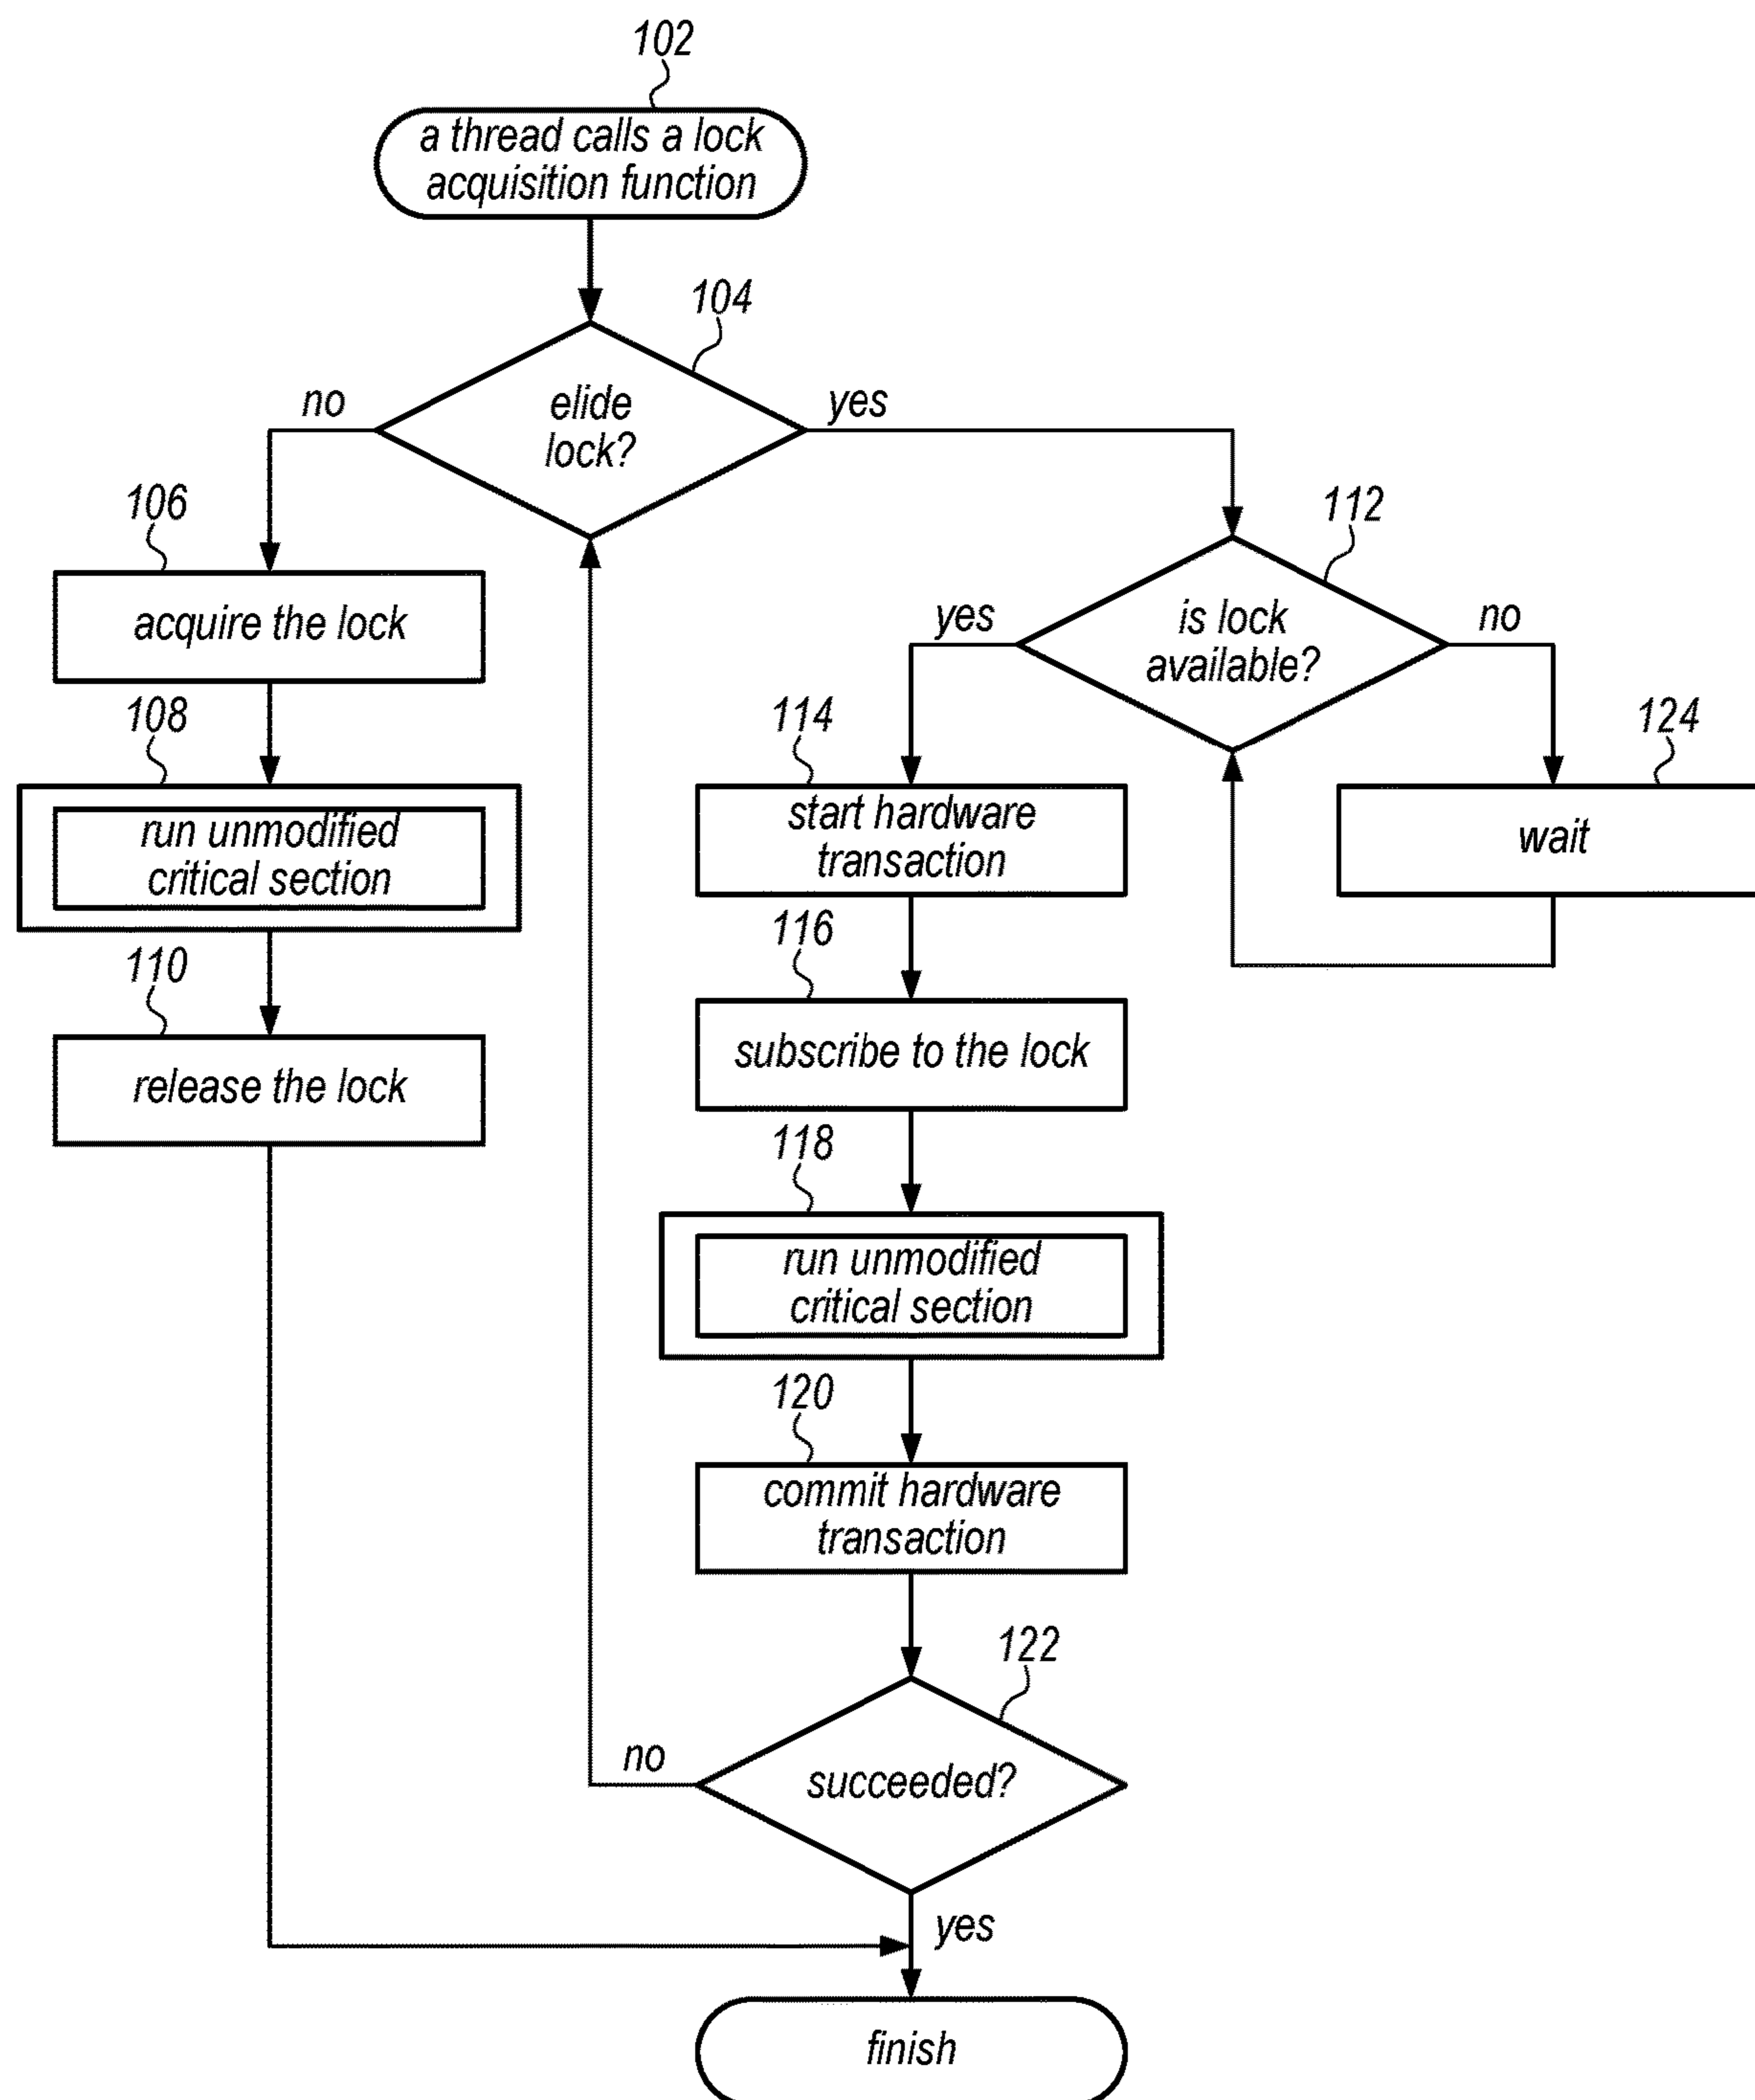 102
a thread calls a lock
acquisition function
104
elide
lock?
no
yes
106
acquire the lock
108
run unmodified
critical section
110
release the lock
112
is lock
available?
yes
no
114
start hardware
transaction
124
wait
116
subscribe to the lock
118
run unmodified
critical section
120
commit hardware
transaction
122
succeeded?
no
yes
finish